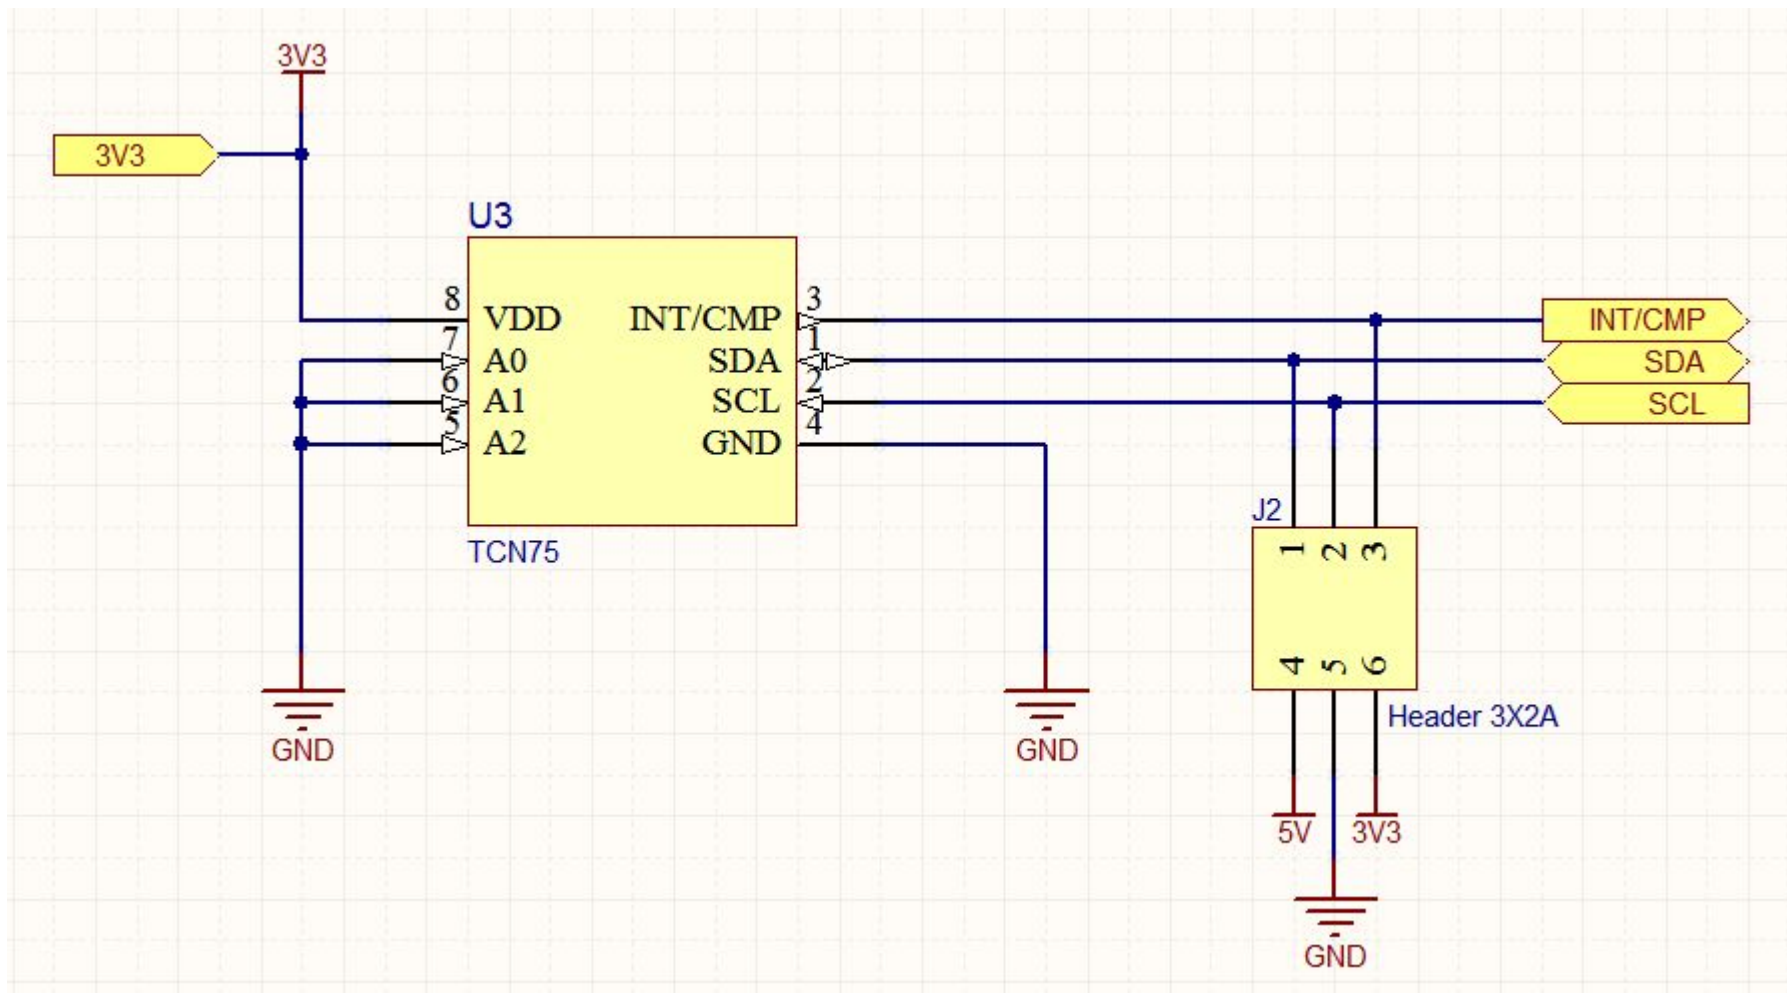 3V3
3V3
U3
8 VDD INT/CMP 3 INT/CMP
7 A0 SDA 1 SDA
6 A1 SCL 2 SCL
5 A2 GND 4
J2
TCN75
1 2 3
4 5 6
Header 3X2A
GND GND
5V 3V3
GND